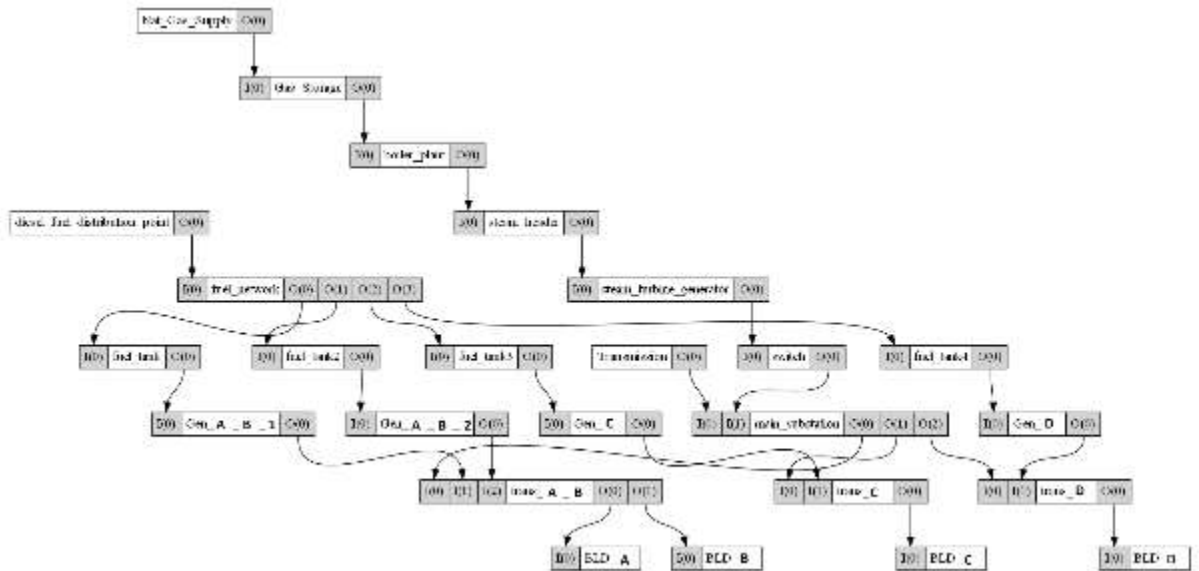 Nat_Gas_Supply O(0)
I(0) Gas_Storage O(0)
I(0) boiler_plant O(0)
diesel_fuel_distribution_point O(0)
I(0) steam_header O(0)
I(0) fuel_network O(0) O(1) O(2) O(3)
I(0) steam_turbine_generator O(0)
I(0) fuel_tank O(0)
I(0) fuel_tank2 O(0)
I(0) fuel_tank3 O(0)
Transmission O(0)
I(0) switch O(0)
I(0) fuel_tank4 O(0)
I(0) Gen_A_B_1 O(0)
I(0) Gen_A_B_2 O(0)
I(0) Gen_C O(0)
I(0) I(1) main_substation O(0) O(1) O(2)
I(0) Gen_D O(0)
I(0) I(1) I(2) trans_A_B O(0) O(1)
I(0) I(1) trans_C O(0)
I(0) I(1) trans_D O(0)
I(0) BLD_A
I(0) BLD_B
I(0) BLD_C
I(0) BLD_D